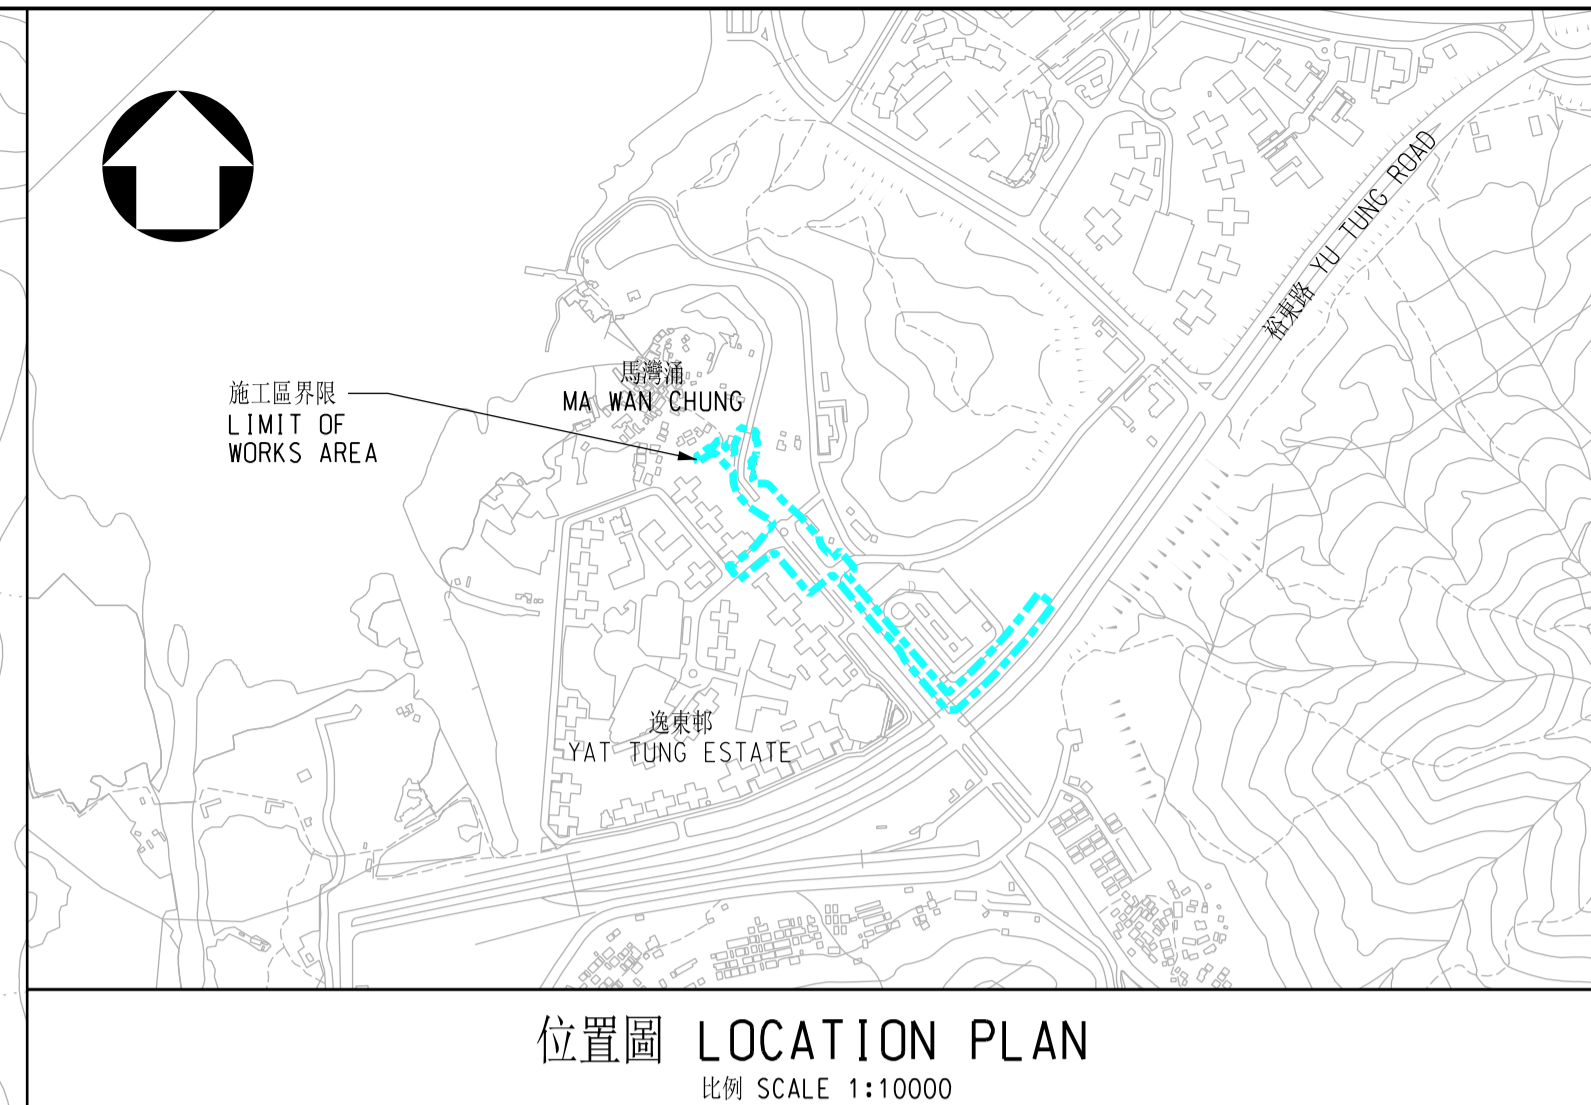 裕東路 YU TUNG ROAD
馬灣涌
MA WAN CHUNG
施工區界限
LIMIT OF
WORKS AREA
逸東邨
YAT TUNG ESTATE
位置圖 LOCATION PLAN
比例 SCALE 1:10000